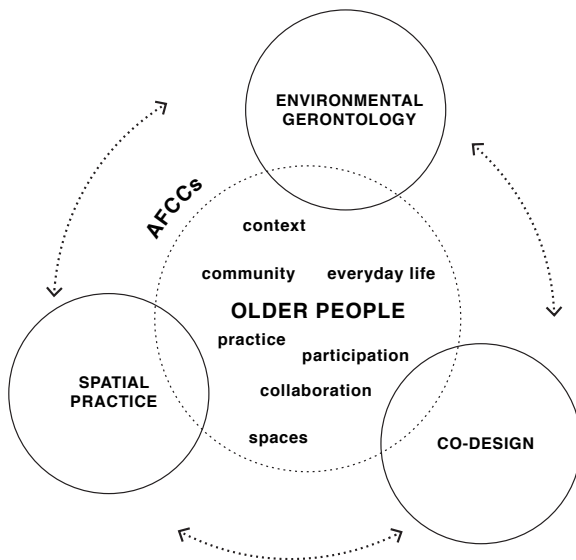 ENVIRONMENTAL
GERONTOLOGY
AFCCs
context
community
everyday life
OLDER PEOPLE
practice
participation
collaboration
spaces
SPATIAL
PRACTICE
CO-DESIGN